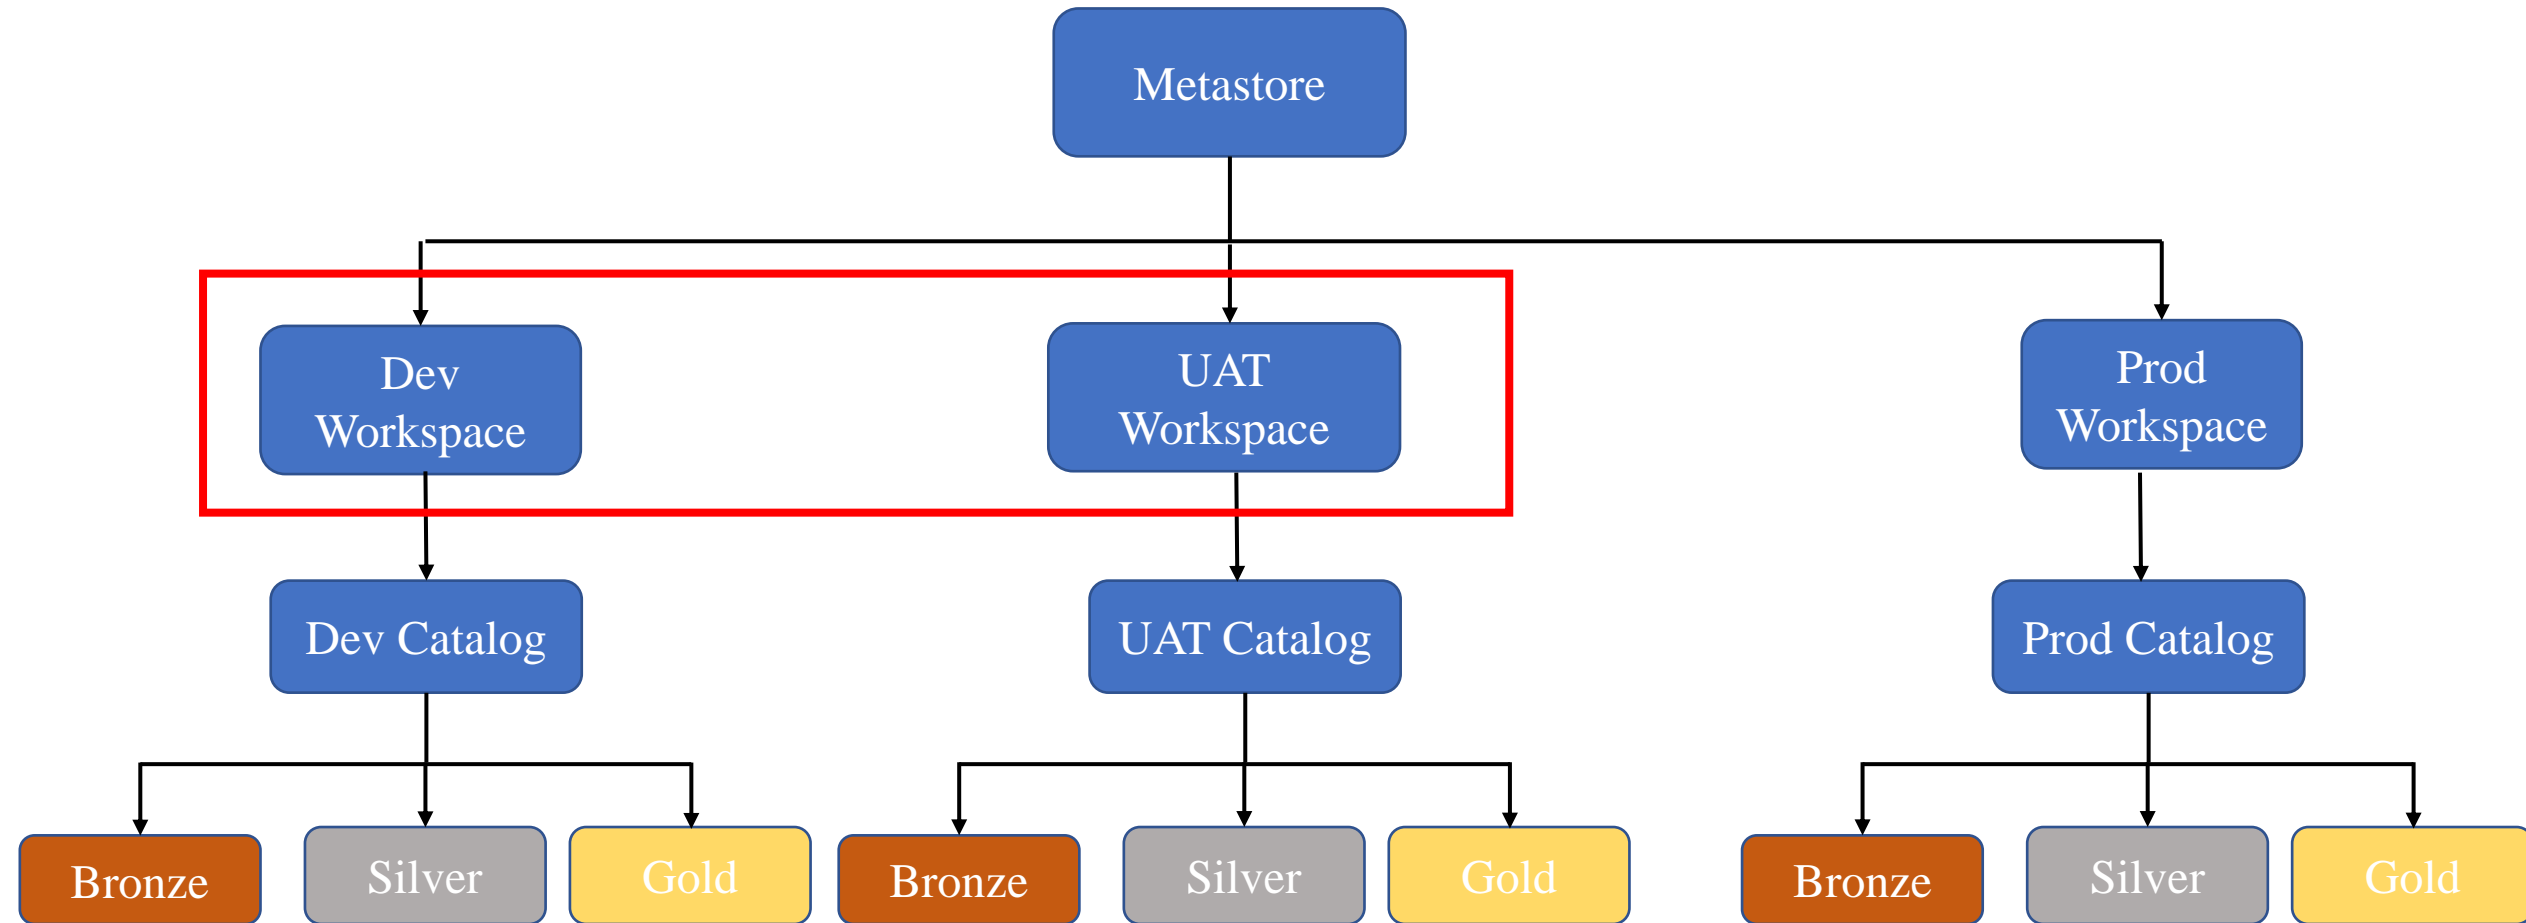 Metastore
Dev
Workspace
UAT
Workspace
Prod
Workspace
Dev Catalog
UAT Catalog
Prod Catalog
Bronze
Silver
Gold
Bronze
Silver
Gold
Bronze
Silver
Gold